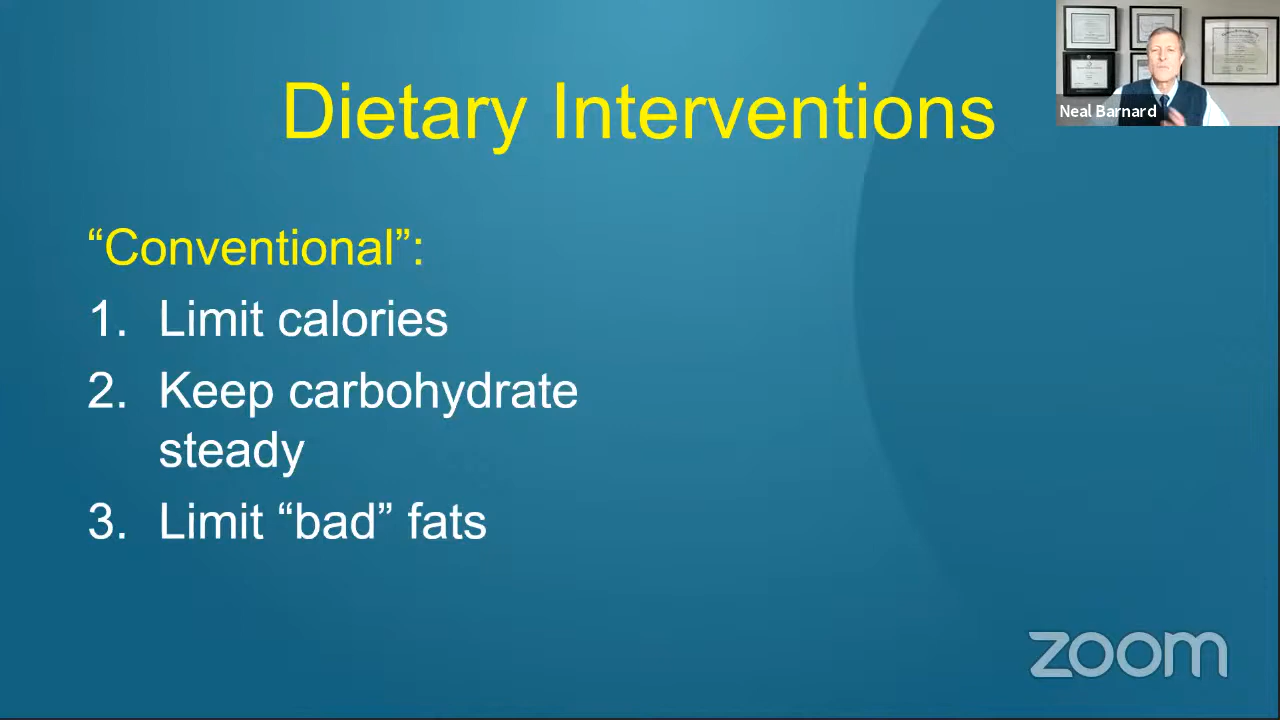 Dietary Interventions
Neal Barnard
“Conventional”:
1. Limit calories
2. Keep carbohydrate
steady
3. Limit “bad” fats
zoom